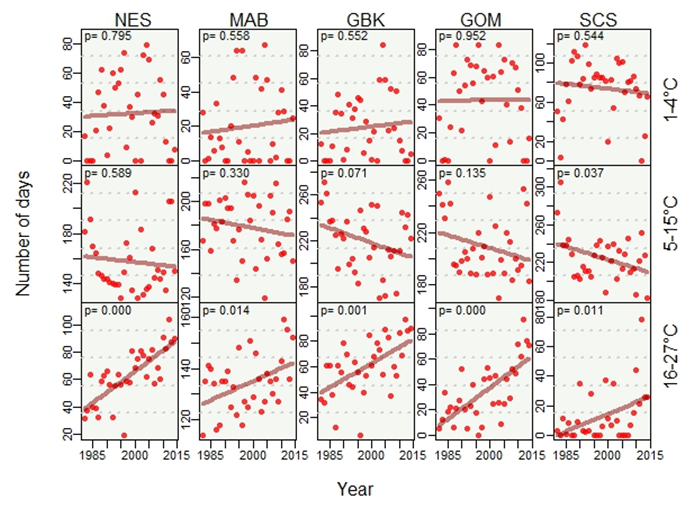 NES MAB GBK GOM SCS
p= 0.795 p= 0.558 p= 0.552 p= 0.952 p= 0.544
0 20 40 60 80
0 20 40 60
0 20 40 60 80
0 20 40 60 80
0 20 60 100
1-4°C
p= 0.589 p= 0.330 p= 0.071 p= 0.135 p= 0.037
140 180 220
120 160 200
180 220 260
180 220 260
180 220 260 300
5-15°C
Number of days
p= 0.000 p= 0.014 p= 0.001 p= 0.000 p= 0.011
20 40 60 80 100
120 140 160
20 40 60 80
0 20 40 60 80
0 20 40 60 80
16-27°C
1985 2000 2015 1985 2000 2015 1985 2000 2015 1985 2000 2015 1985 2000 2015
Year